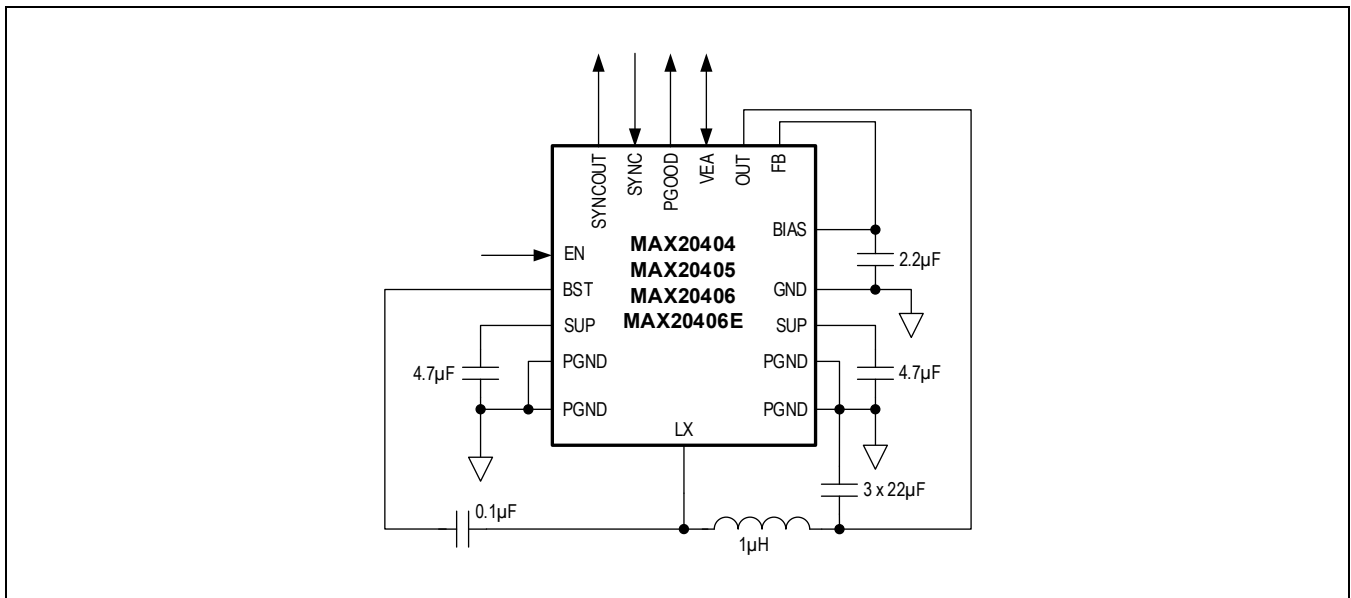 SYNCOUT
SYNC
PGOOD
VEA
OUT
FB
BIAS
MAX20404
MAX20405
MAX20406
MAX20406E
2.2µF
EN
BST
GND
SUP
SUP
4.7µF
PGND
PGND
4.7µF
PGND
PGND
LX
3 x 22µF
0.1µF
1µH